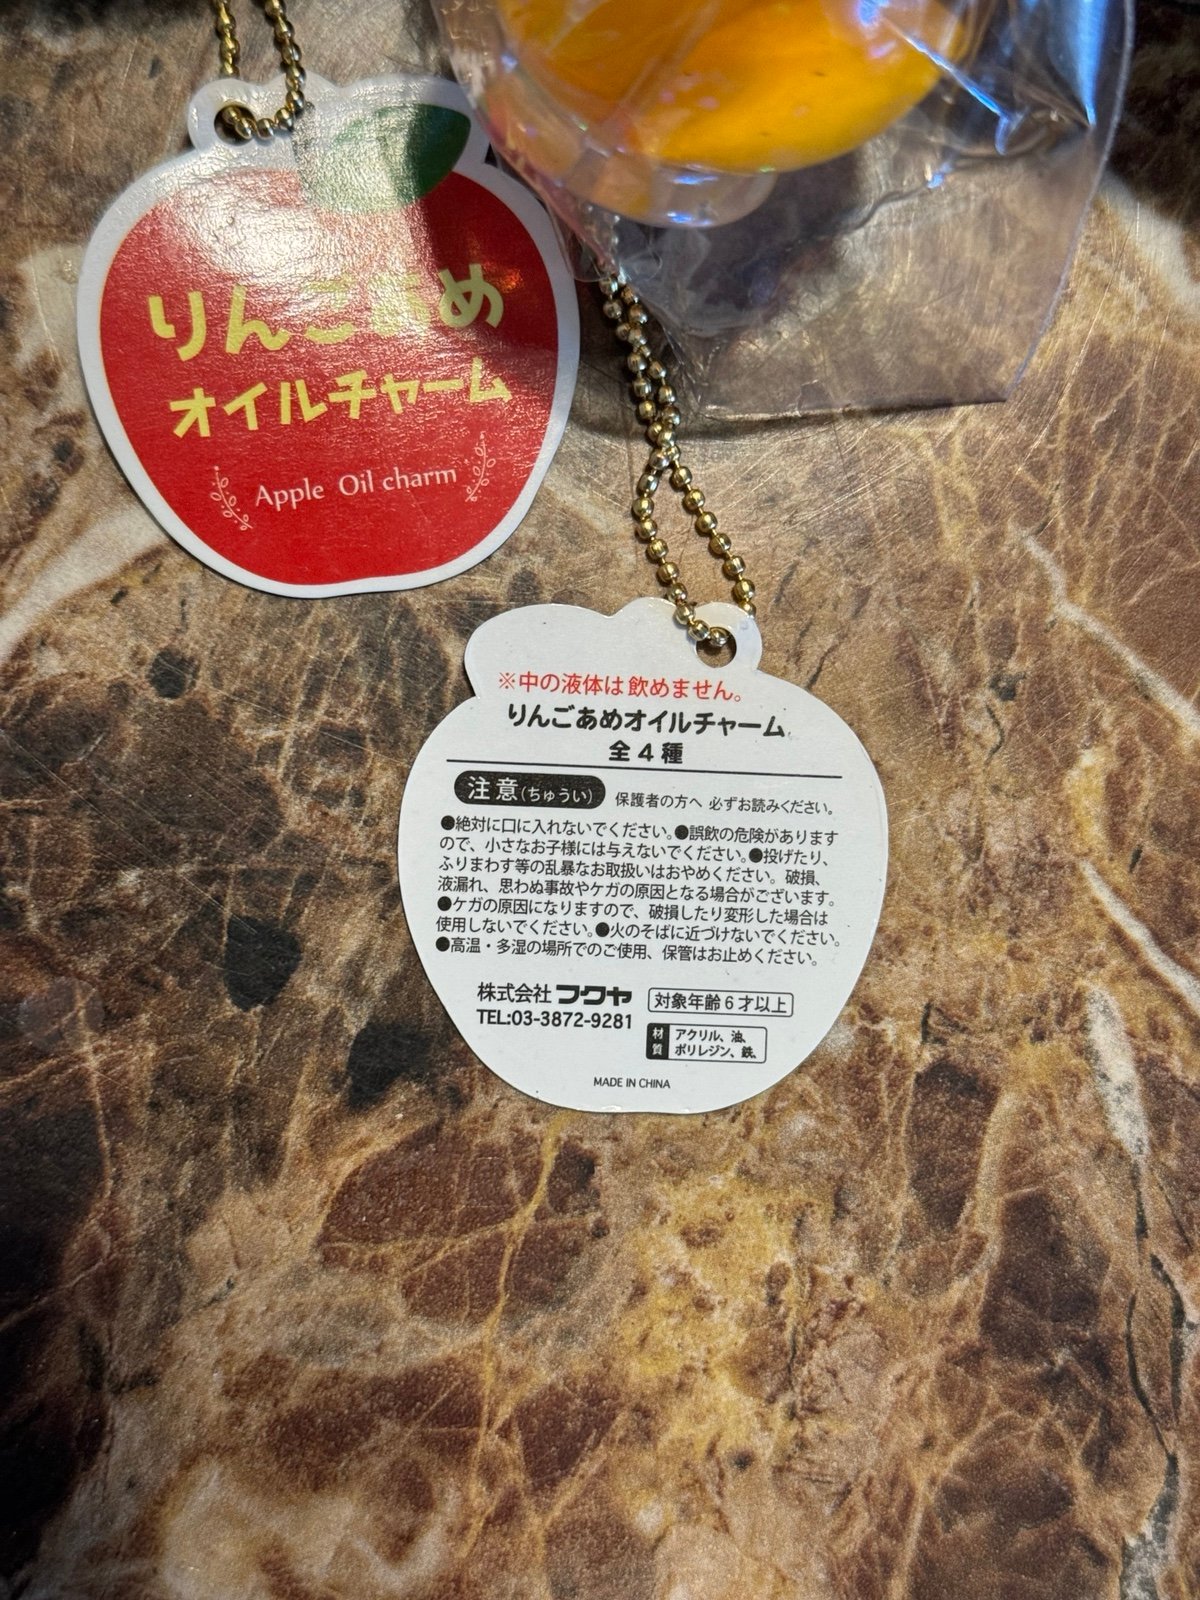 りんごあめ
オイルチャーム
Apple Oil charm
※中の液体は飲めません。
りんごあめオイルチャーム
全4種
注意(ちゅうい) 保護者の方へ 必ずお読みください。
●絶対に口に入れないでください。●誤飲の危険があります
ので、小さなお子様には与えないでください。●投げたり、
ふりまわす等の乱暴なお取扱いはおやめください。破損、
液漏れ、思わぬ事故やケガの原因となる場合がございます。
●ケガの原因になりますので、破損したり変形した場合は
使用しないでください。●火のそばに近づけないでください。
●高温・多湿の場所でのご使用、保管はお止めください。
株式会社フクヤ 対象年齢6才以上
TEL:03-3872-9281
材質 アクリル、油、
ポリレジン、鉄、
MADE IN CHINA